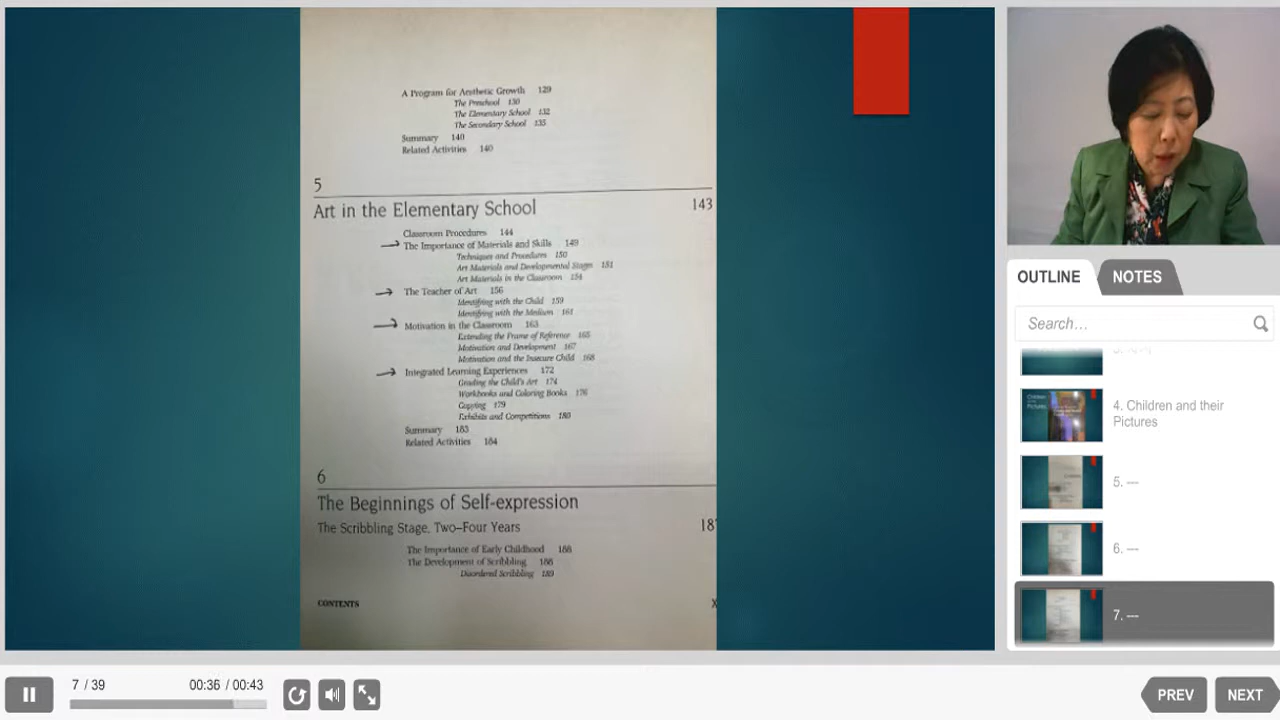 A Program for Aesthetic Growth 129
The Preschool 130
The Elementary School 132
The Secondary School 135
Summary 140
Related Activities 140
5
Art in the Elementary School 143
Classroom Procedures 144
The Importance of Materials and Skills 149
Techniques and Procedures 150
Art Materials and Developmental Stages 151
Art Materials in the Classroom 154
The Teacher of Art 156
Identifying with the Child 159
Identifying with the Medium 161
Motivation in the Classroom 163
Extending the Frame of Reference 165
Motivation and Development 167
Motivation and the Insecure Child 168
Integrated Learning Experiences 172
Grading the Child's Art 174
Workbooks and Coloring Books 176
Copying 179
Exhibits and Competitions 180
Summary 183
Related Activities 184
6
The Beginnings of Self-expression
The Scribbling Stage, Two–Four Years 187
The Importance of Early Childhood 188
The Development of Scribbling 188
Disordered Scribbling 189
CONTENTS X
OUTLINE
NOTES
Search...
4. Children and their
Pictures
5. ---
6. ---
7. ---
7 / 39
00:36 / 00:43
PREV
NEXT